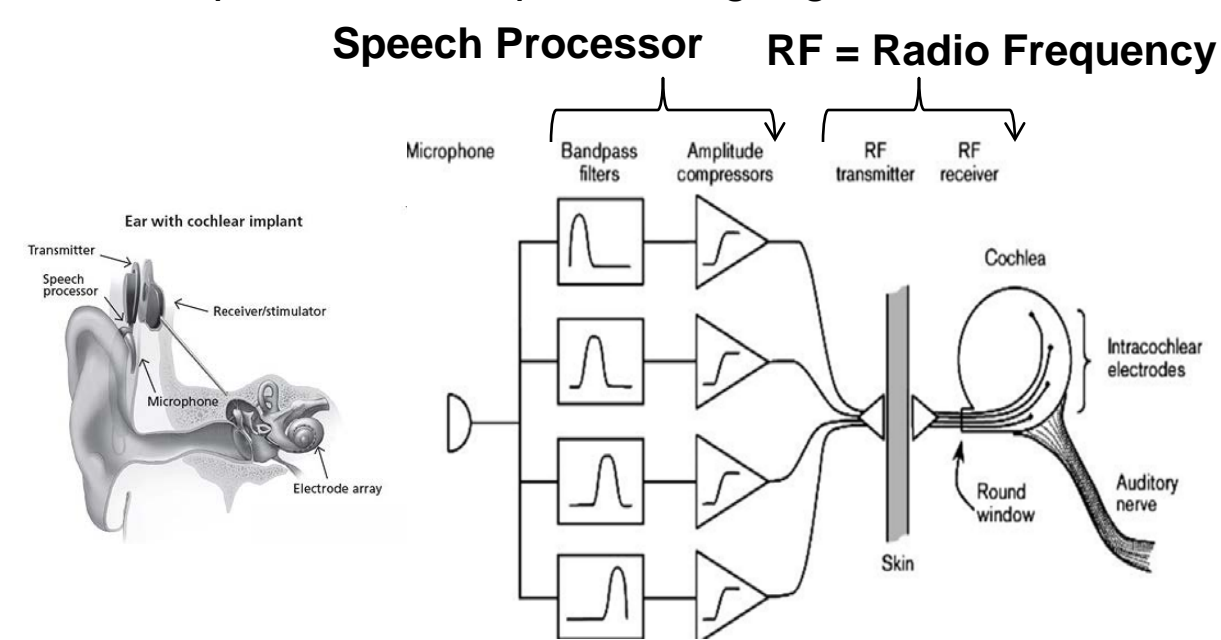 Speech Processor
RF = Radio Frequency
Microphone
Bandpass
filters
Amplitude
compressors
RF
transmitter
RF
receiver
Ear with cochlear implant
Transmitter
Speech
processor
Receiver/stimulator
Microphone
Electrode array
Cochlea
Intracochlear
electrodes
Round
window
Auditory
nerve
Skin